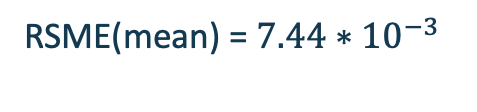 RSME(mean) = 7.44 * 10⁻³